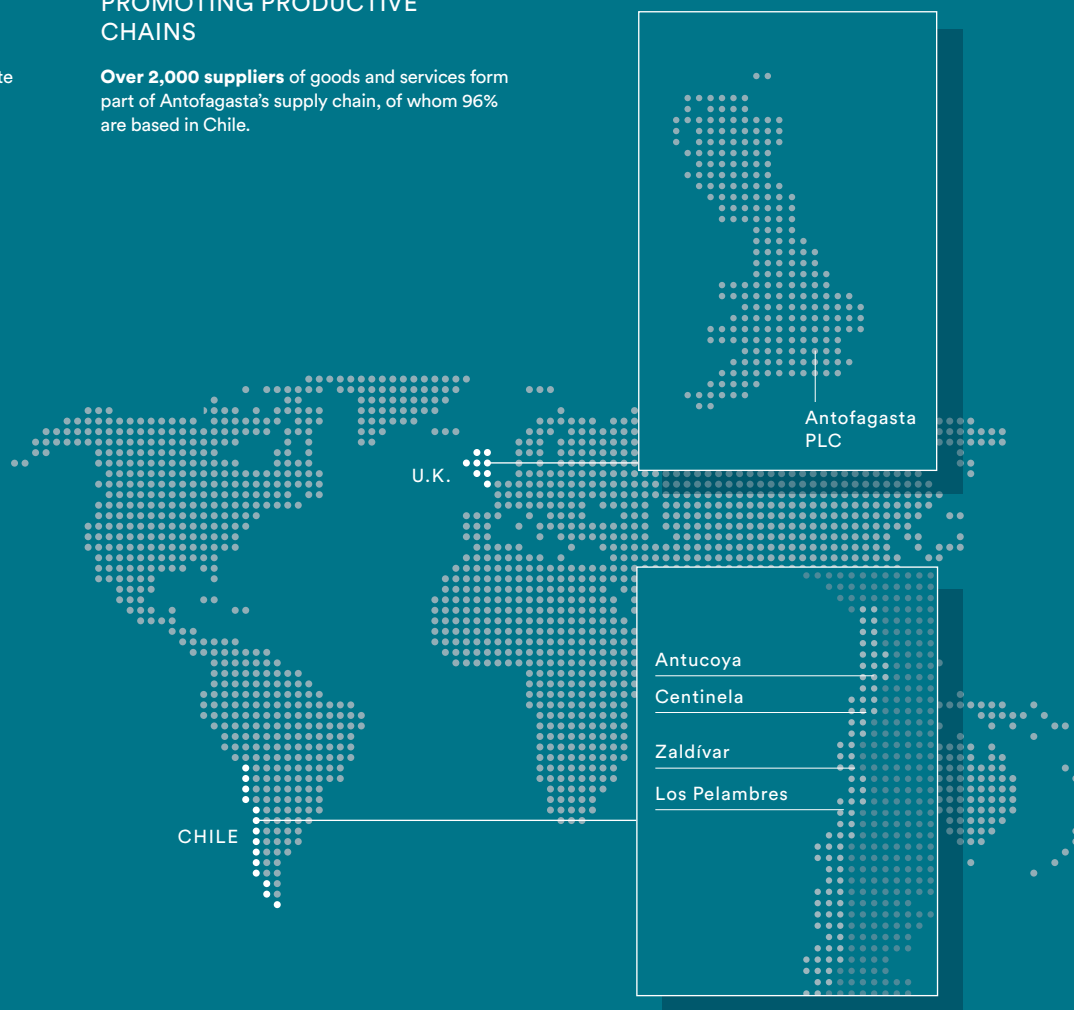 PROMOTING PRODUCTIVE
CHAINS
te
Over 2,000 suppliers of goods and services form
part of Antofagasta’s supply chain, of whom 96%
are based in Chile.
Antofagasta
PLC
U.K.
Antucoya
Centinela
Zaldívar
Los Pelambres
CHILE